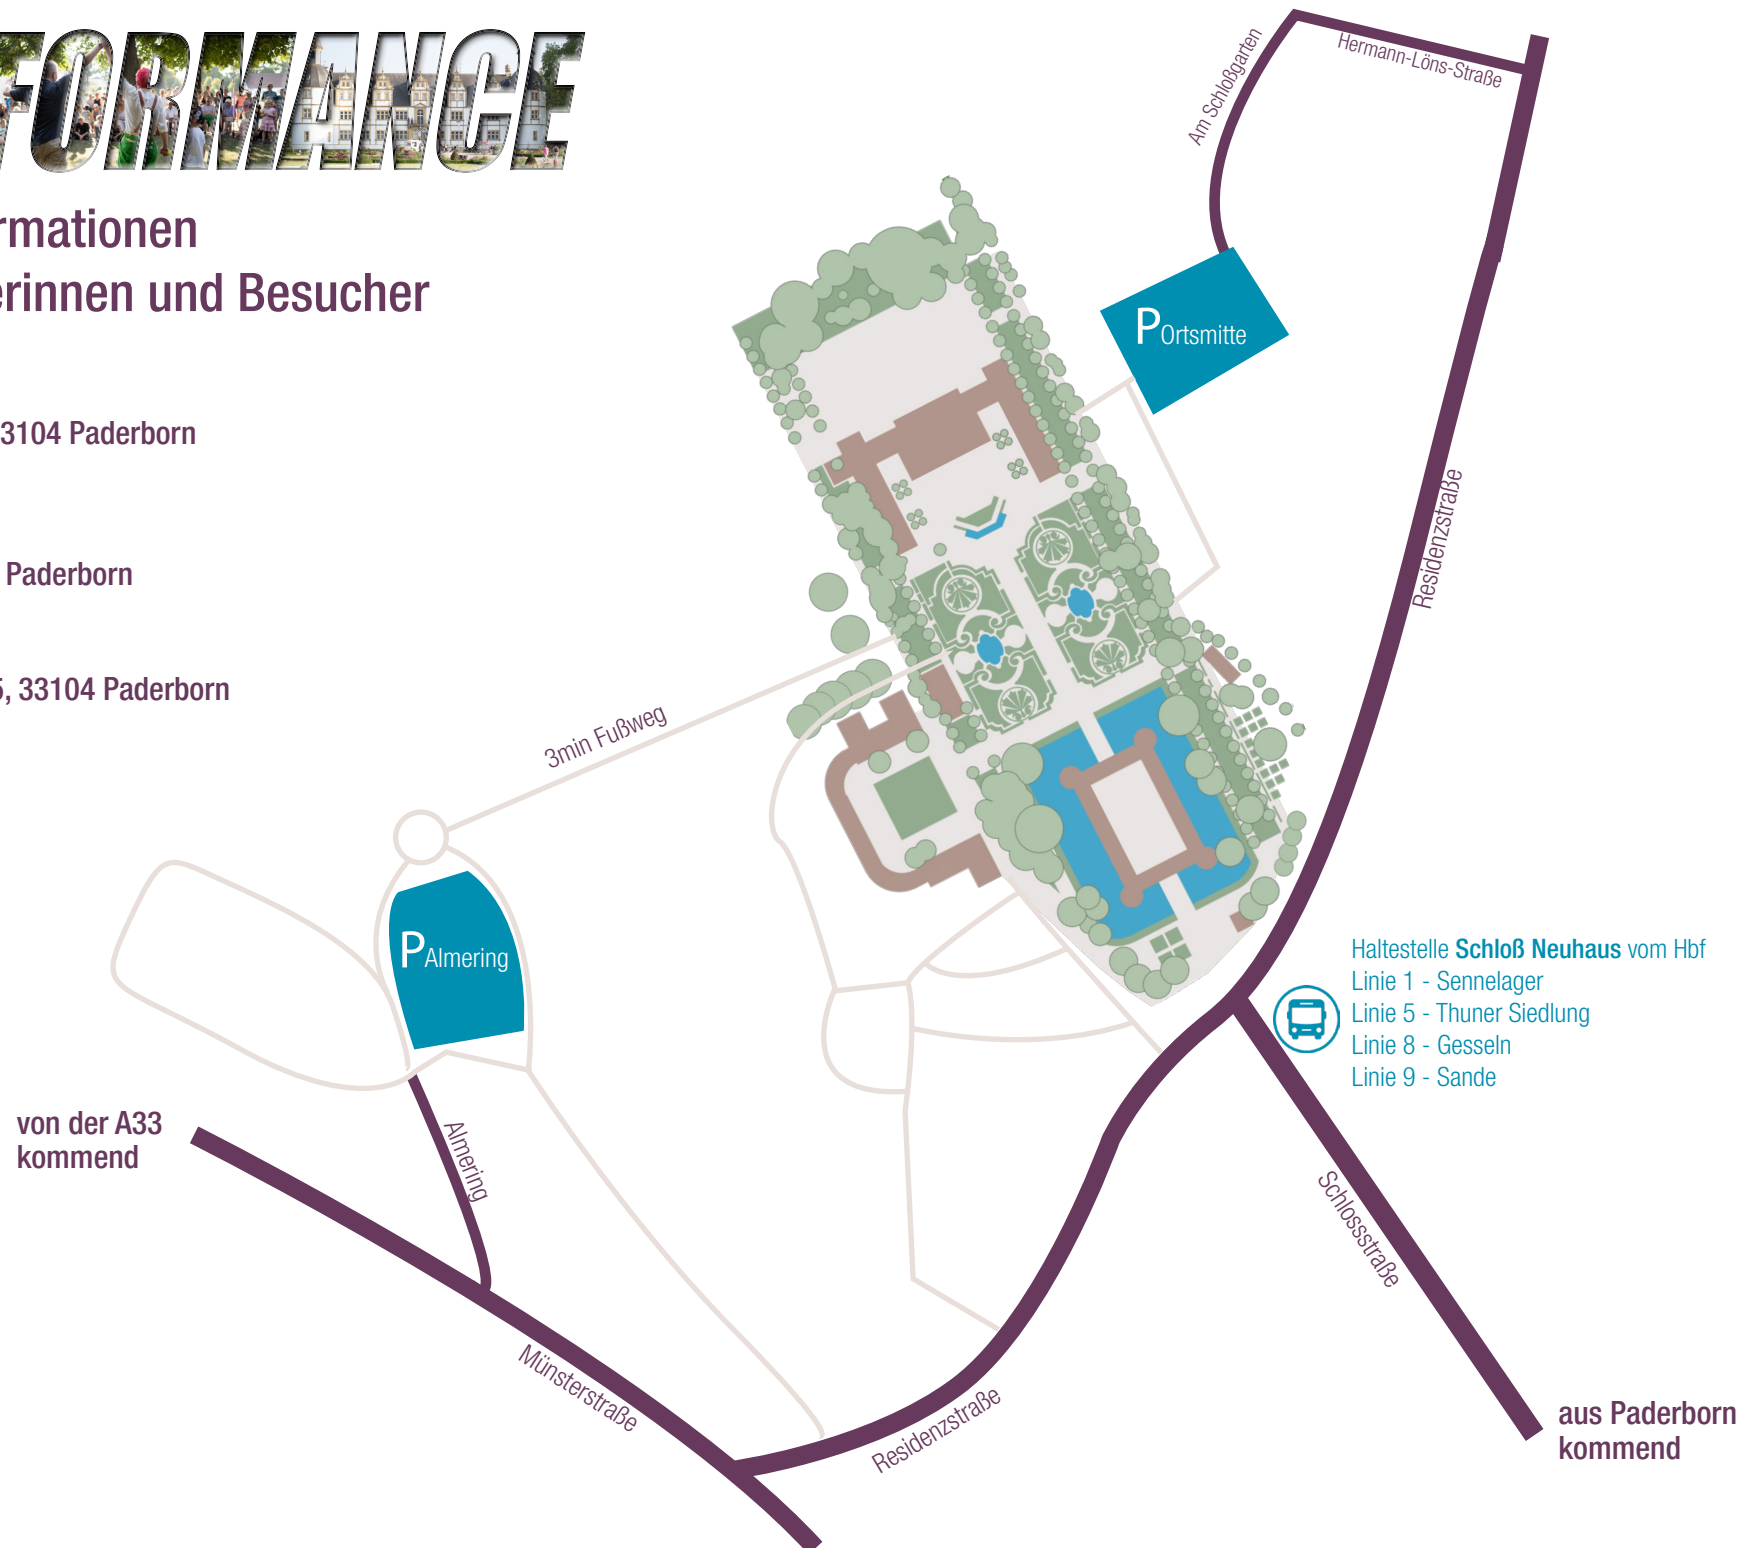 FORMANCE
rmationen
erinnen und Besucher
3104 Paderborn
Paderborn
5, 33104 Paderborn
Hermann-Löns-Straße
Am Schloßgarten
P Ortsmitte
Residenzstraße
3min Fußweg
P Almering
Haltestelle Schloß Neuhaus vom Hbf
Linie 1 - Sennelager
Linie 5 - Thuner Siedlung
Linie 8 - Gesseln
Linie 9 - Sande
von der A33
kommend
Almering
Schlossstraße
Münsterstraße
Residenzstraße
aus Paderborn
kommend